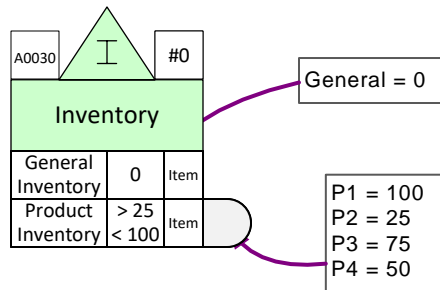 A0030
I
#0
General = 0
Inventory
General
Inventory
0
Item
Product
Inventory
> 25
< 100
Item
P1 = 100
P2 = 25
P3 = 75
P4 = 50